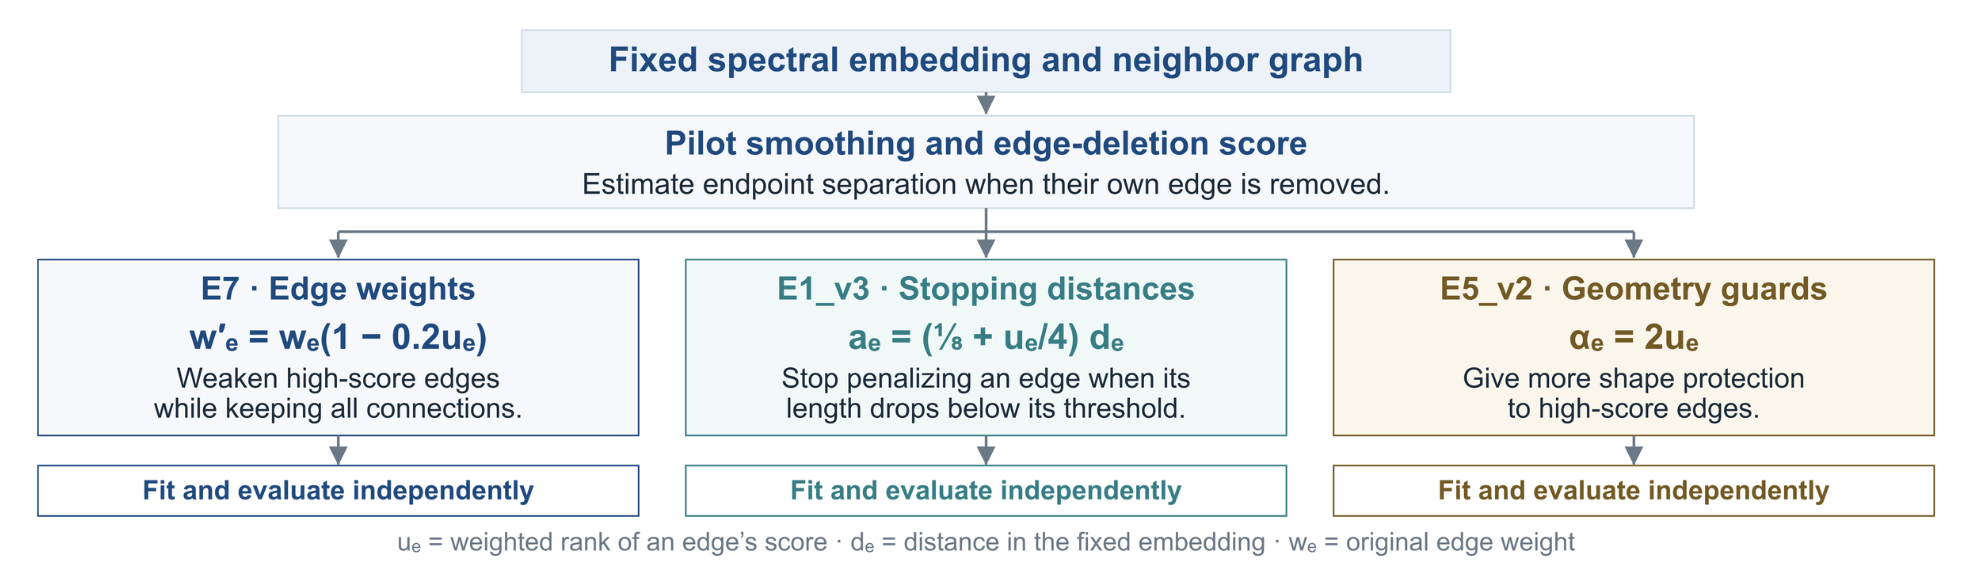 Fixed spectral embedding and neighbor graph
Pilot smoothing and edge-deletion score
Estimate endpoint separation when their own edge is removed.
E7 · Edge weights
w′ₑ = wₑ(1 − 0.2uₑ)
Weaken high-score edges
while keeping all connections.
Fit and evaluate independently
E1_v3 · Stopping distances
aₑ = (⅛ + uₑ/4) dₑ
Stop penalizing an edge when its
length drops below its threshold.
Fit and evaluate independently
E5_v2 · Geometry guards
αₑ = 2uₑ
Give more shape protection
to high-score edges.
Fit and evaluate independently
uₑ = weighted rank of an edge’s score · dₑ = distance in the fixed embedding · wₑ = original edge weight